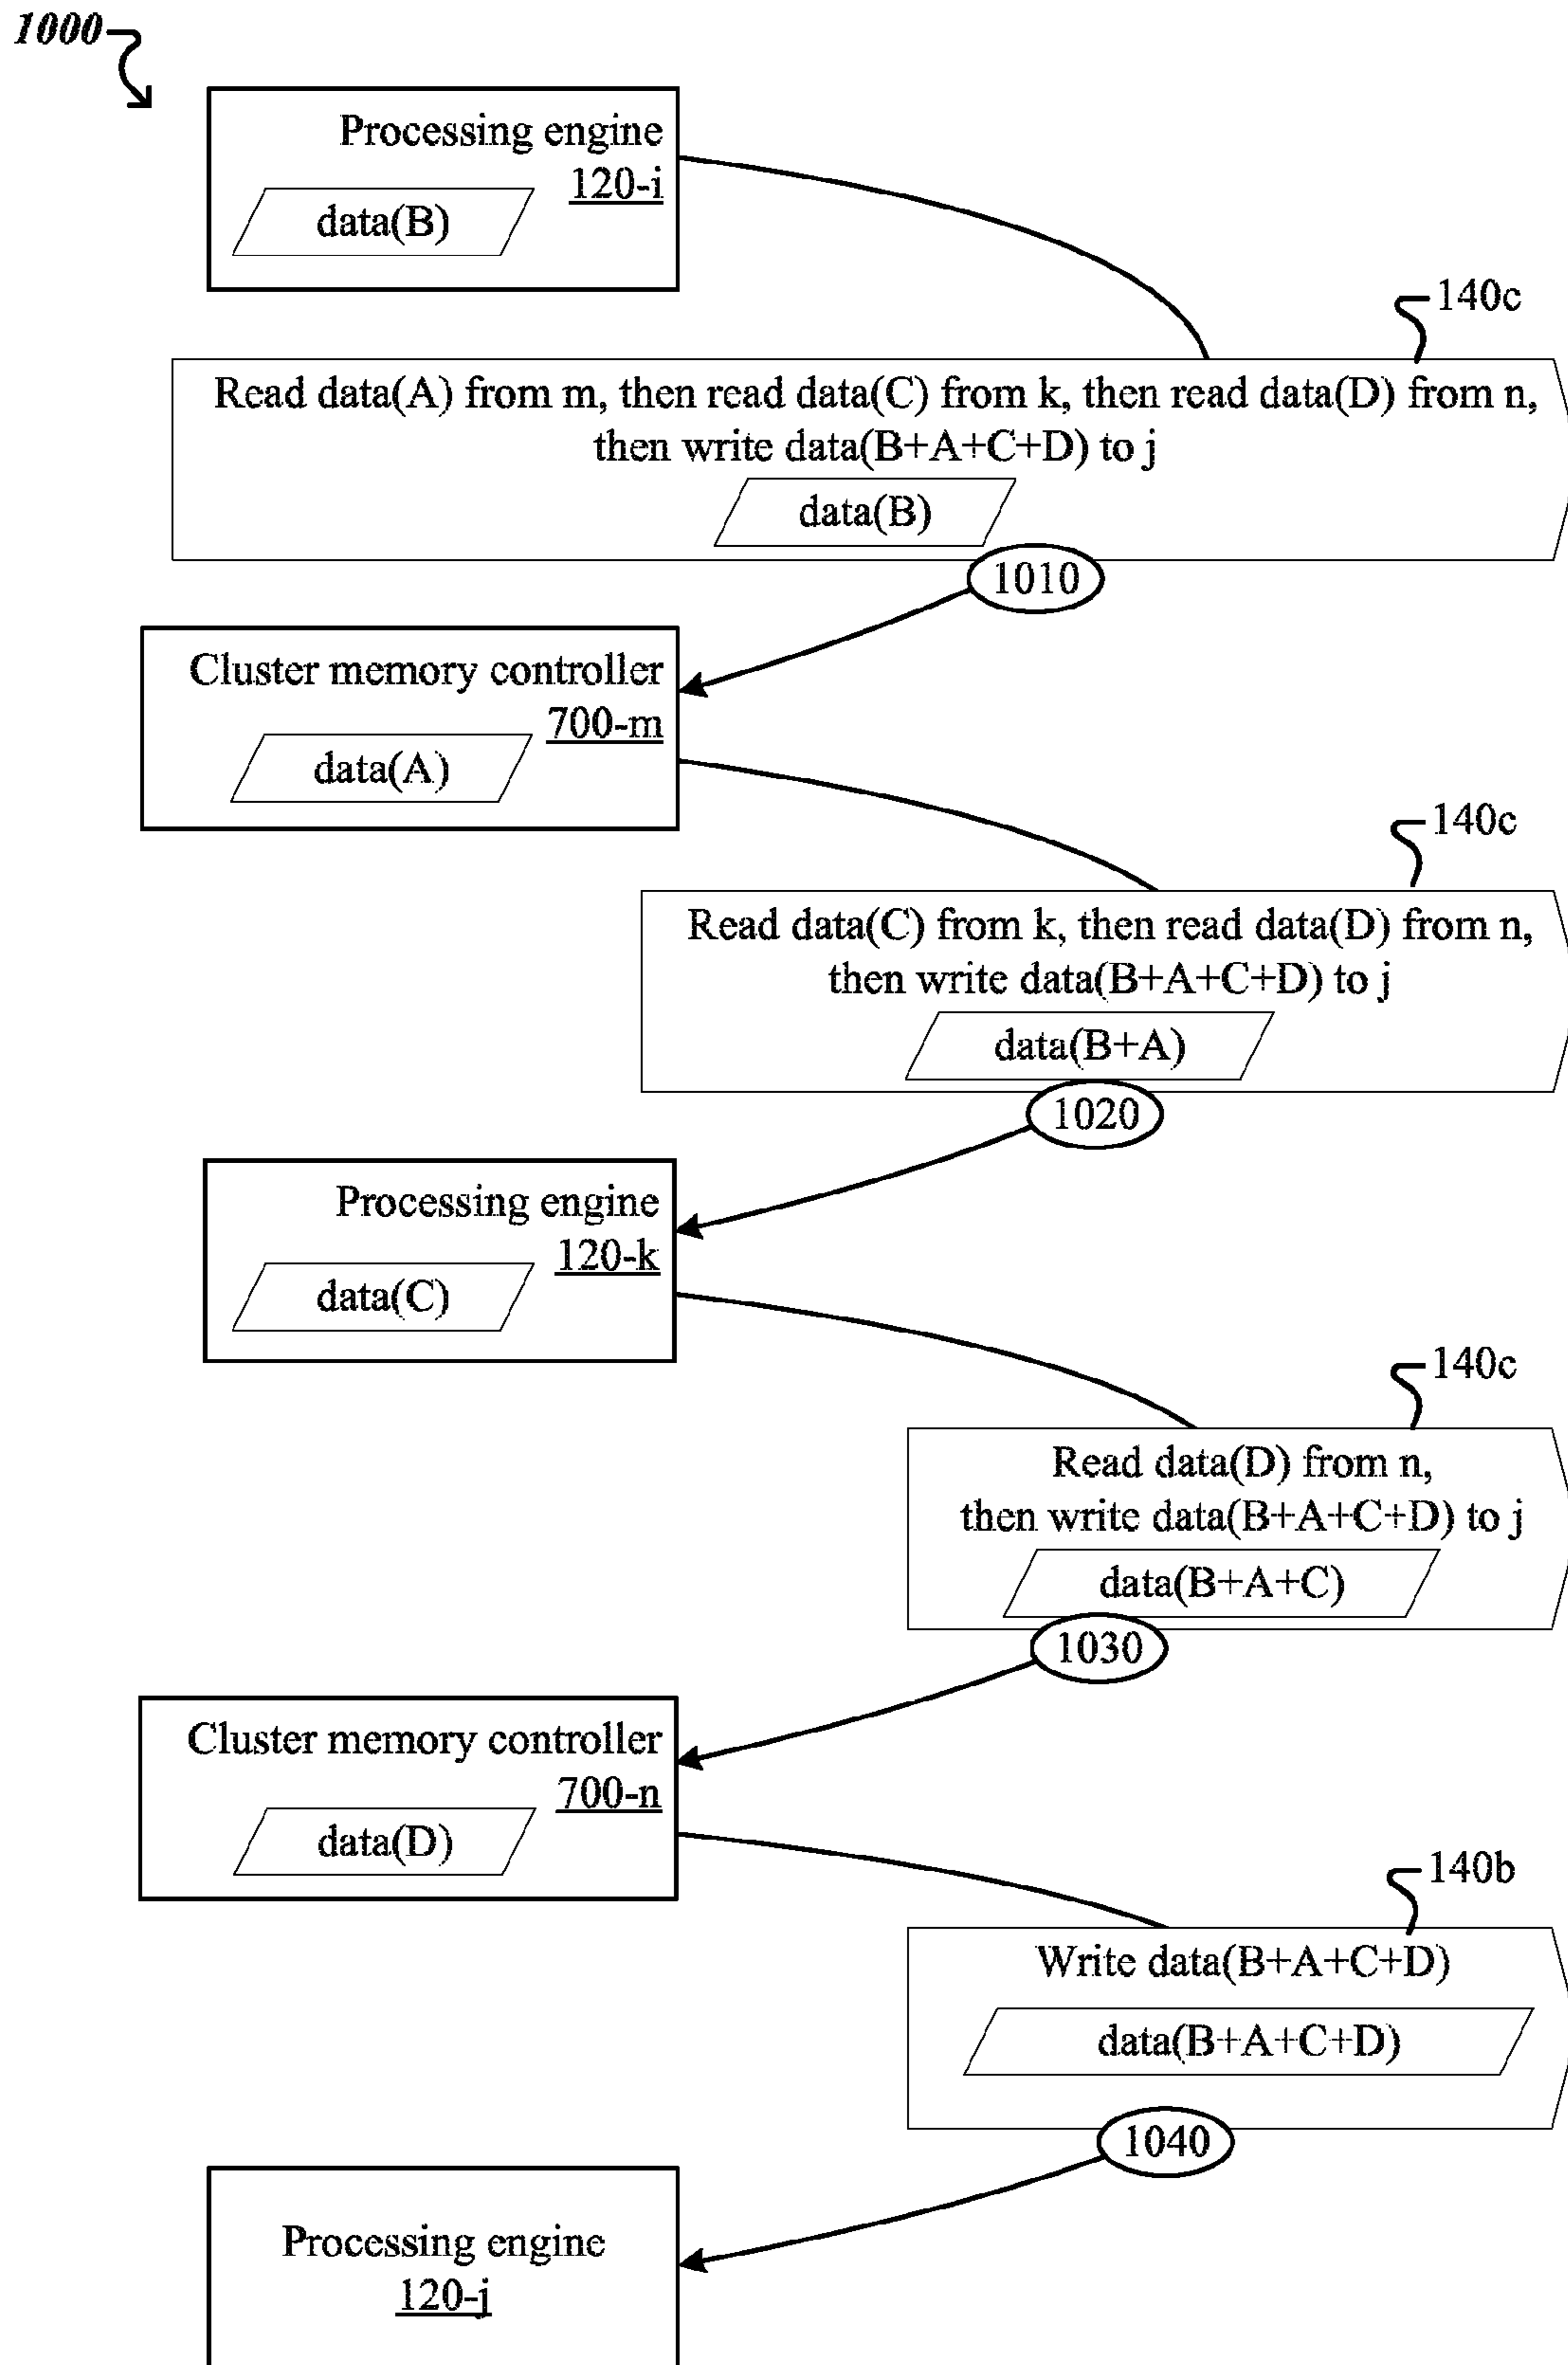 1000
Processing engine
120-i
data(B)
140c
Read data(A) from m, then read data(C) from k, then read data(D) from n,
then write data(B+A+C+D) to j
data(B)
1010
Cluster memory controller
700-m
data(A)
140c
Read data(C) from k, then read data(D) from n,
then write data(B+A+C+D) to j
data(B+A)
1020
Processing engine
120-k
data(C)
140c
Read data(D) from n,
then write data(B+A+C+D) to j
data(B+A+C)
1030
Cluster memory controller
700-n
data(D)
140b
Write data(B+A+C+D)
data(B+A+C+D)
1040
Processing engine
120-j